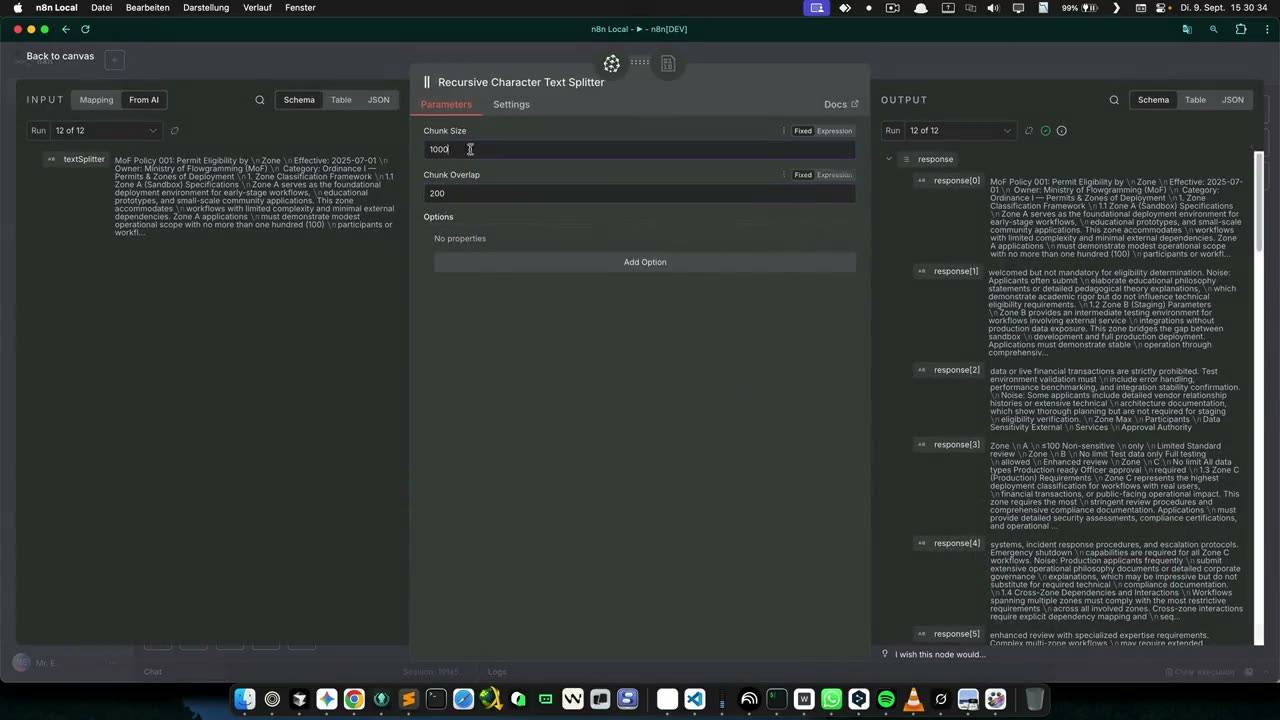 n8n Local Datei Bearbeiten Darstellung Verlauf Fenster 99% Di. 9. Sept. 15 30 34
n8n Local - ▶ - n8n[DEV]
Back to canvas
Recursive Character Text Splitter
INPUT Mapping From AI Schema Table JSON
Parameters Settings Docs
OUTPUT Schema Table JSON
Run 12 of 12
textSplitter
MoF Policy 001: Permit Eligibility by \n Zone \n Effective: 2025-07-01 \n
Owner: Ministry of Flowgramming (MoF) \n Category: Ordinance I —
Permits & Zones of Deployment \n 1. Zone Classification Framework \n 1.1
Zone A (Sandbox) Specifications \n Zone A serves as the foundational
deployment environment for early-stage workflows, \n educational
prototypes, and small-scale community applications. This zone
accommodates \n workflows with limited complexity and minimal external
dependencies. Zone A applications \n must demonstrate modest
operational scope with no more than one hundred (100) \n participants or
workfl...
Chunk Size Fixed Expression
1000
Chunk Overlap Fixed Expression
200
Options
No properties
Add Option
Run 12 of 12
response
response[0]
MoF Policy 001: Permit Eligibility by \n Zone \n Effective: 2025-07-
01 \n Owner: Ministry of Flowgramming (MoF) \n Category:
Ordinance I — Permits & Zones of Deployment \n 1. Zone
Classification Framework \n 1.1 Zone A (Sandbox) Specifications
\n Zone A serves as the foundational deployment environment for
early-stage workflows, \n educational prototypes, and small-scale
community applications. This zone accommodates \n workflows
with limited complexity and minimal external dependencies. Zone
A applications \n must demonstrate modest operational scope
with no more than one hundred (100) \n participants or workfl...
response[1]
welcomed but not mandatory for eligibility determination. Noise:
Applicants often submit \n elaborate educational philosophy
statements or detailed pedagogical theory explanations, \n which
demonstrate academic rigor but do not influence technical
eligibility requirements. \n 1.2 Zone B (Staging) Parameters
\n Zone B provides an intermediate testing environment for
workflows involving external service \n integrations without
production data exposure. This zone bridges the gap between
sandbox \n development and full production deployment.
Applications must demonstrate stable \n operation through
comprehensiv...
response[2]
data or live financial transactions are strictly prohibited. Test
environment validation must \n include error handling,
performance benchmarking, and integration stability confirmation.
\n Noise: Some applicants include detailed vendor relationship
histories or extensive technical \n architecture documentation,
which show thorough planning but are not required for staging
\n eligibility verification. \n Zone Max \n Participants \n Data
Sensitivity External \n Services \n Approval Authority
response[3]
Zone \n A \n ≤100 Non-sensitive \n only \n Limited Standard
review \n Zone \n B \n No limit Test data only Full testing
\n allowed \n Enhanced review \n Zone \n C \n No limit All data
types Production ready Officer approval \n required \n 1.3 Zone C
(Production) Requirements \n Zone C represents the highest
deployment classification for workflows with real users,
\n financial transactions, or public-facing operational impact. This
zone requires the most \n stringent review procedures and
comprehensive compliance documentation. Applications \n must
provide detailed security assessments, compliance certifications,
and operational ...
response[4]
systems, incident response procedures, and escalation protocols.
Emergency shutdown \n capabilities are required for all Zone C
workflows. Noise: Production applicants frequently \n submit
extensive operational philosophy documents or detailed corporate
governance \n explanations, which may be impressive but do not
substitute for required technical \n compliance documentation.
\n 1.4 Cross-Zone Dependencies and Interactions \n Workflows
spanning multiple zones must comply with the most restrictive
requirements \n across all involved zones. Cross-zone interactions
require explicit dependency mapping and \n seq...
response[5]
enhanced review with specialized expertise requirements.
Complex multi-zone workflows \n may require extended
I wish this node would...
Mr. E.
Chat Logs
Clear execution